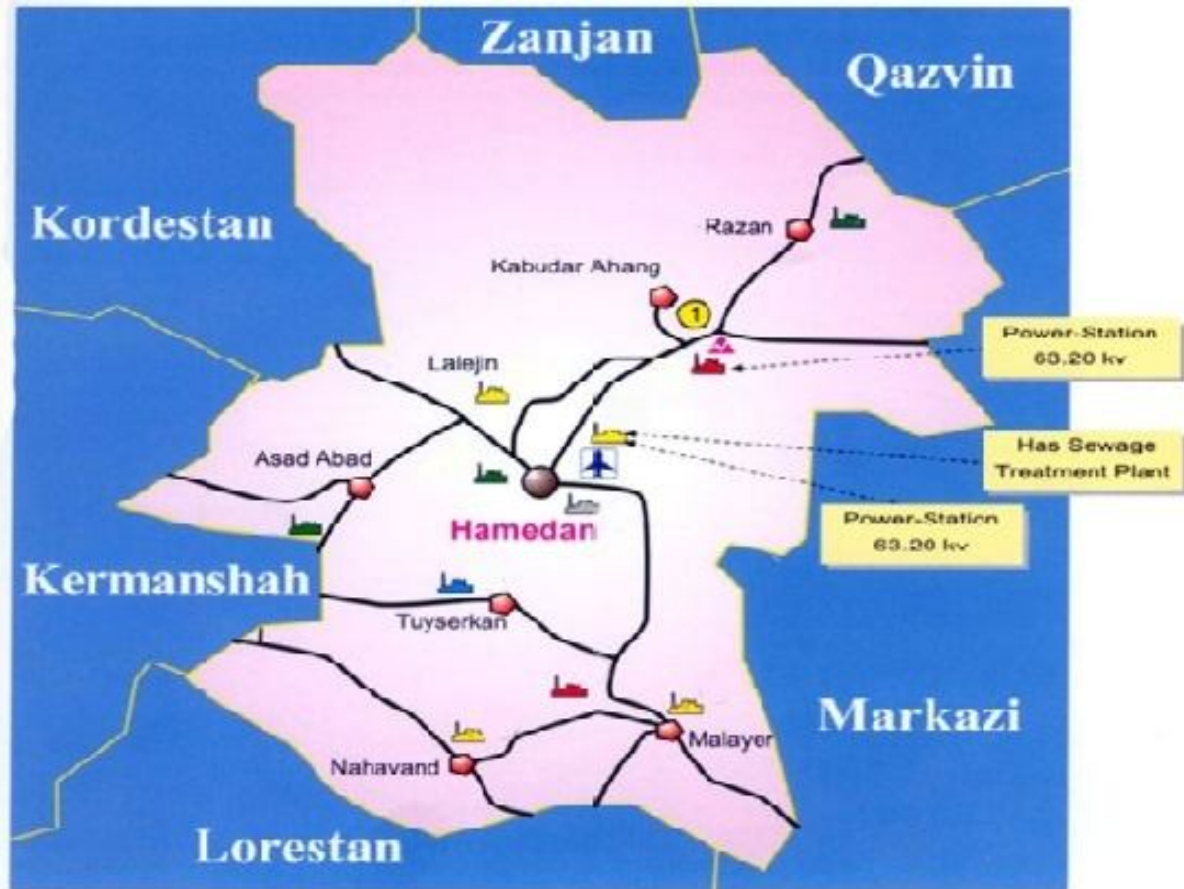 Zanjan
Qazvin
Kordestan
Razan
Kabudar Ahang
1
Power-Station
63.20 kv
Lalejin
Has Sewage
Treatment Plant
Asad Abad
Hamedan
Power-Station
63.20 kv
Kermanshah
Tuyserkan
Markazi
Malayer
Nahavand
Lorestan